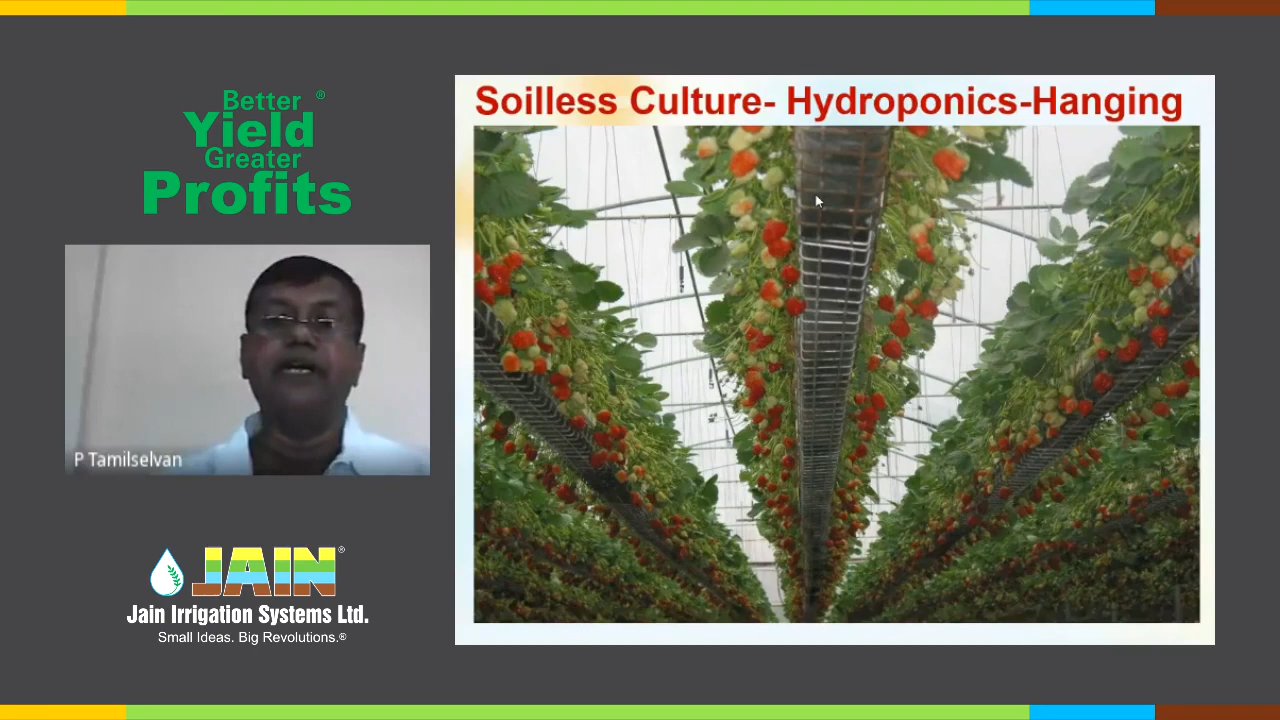 Better ®
Yield
Greater
Profits
P Tamilselvan
JAIN®
Jain Irrigation Systems Ltd.
Small Ideas. Big Revolutions.®
Soilless Culture- Hydroponics-Hanging